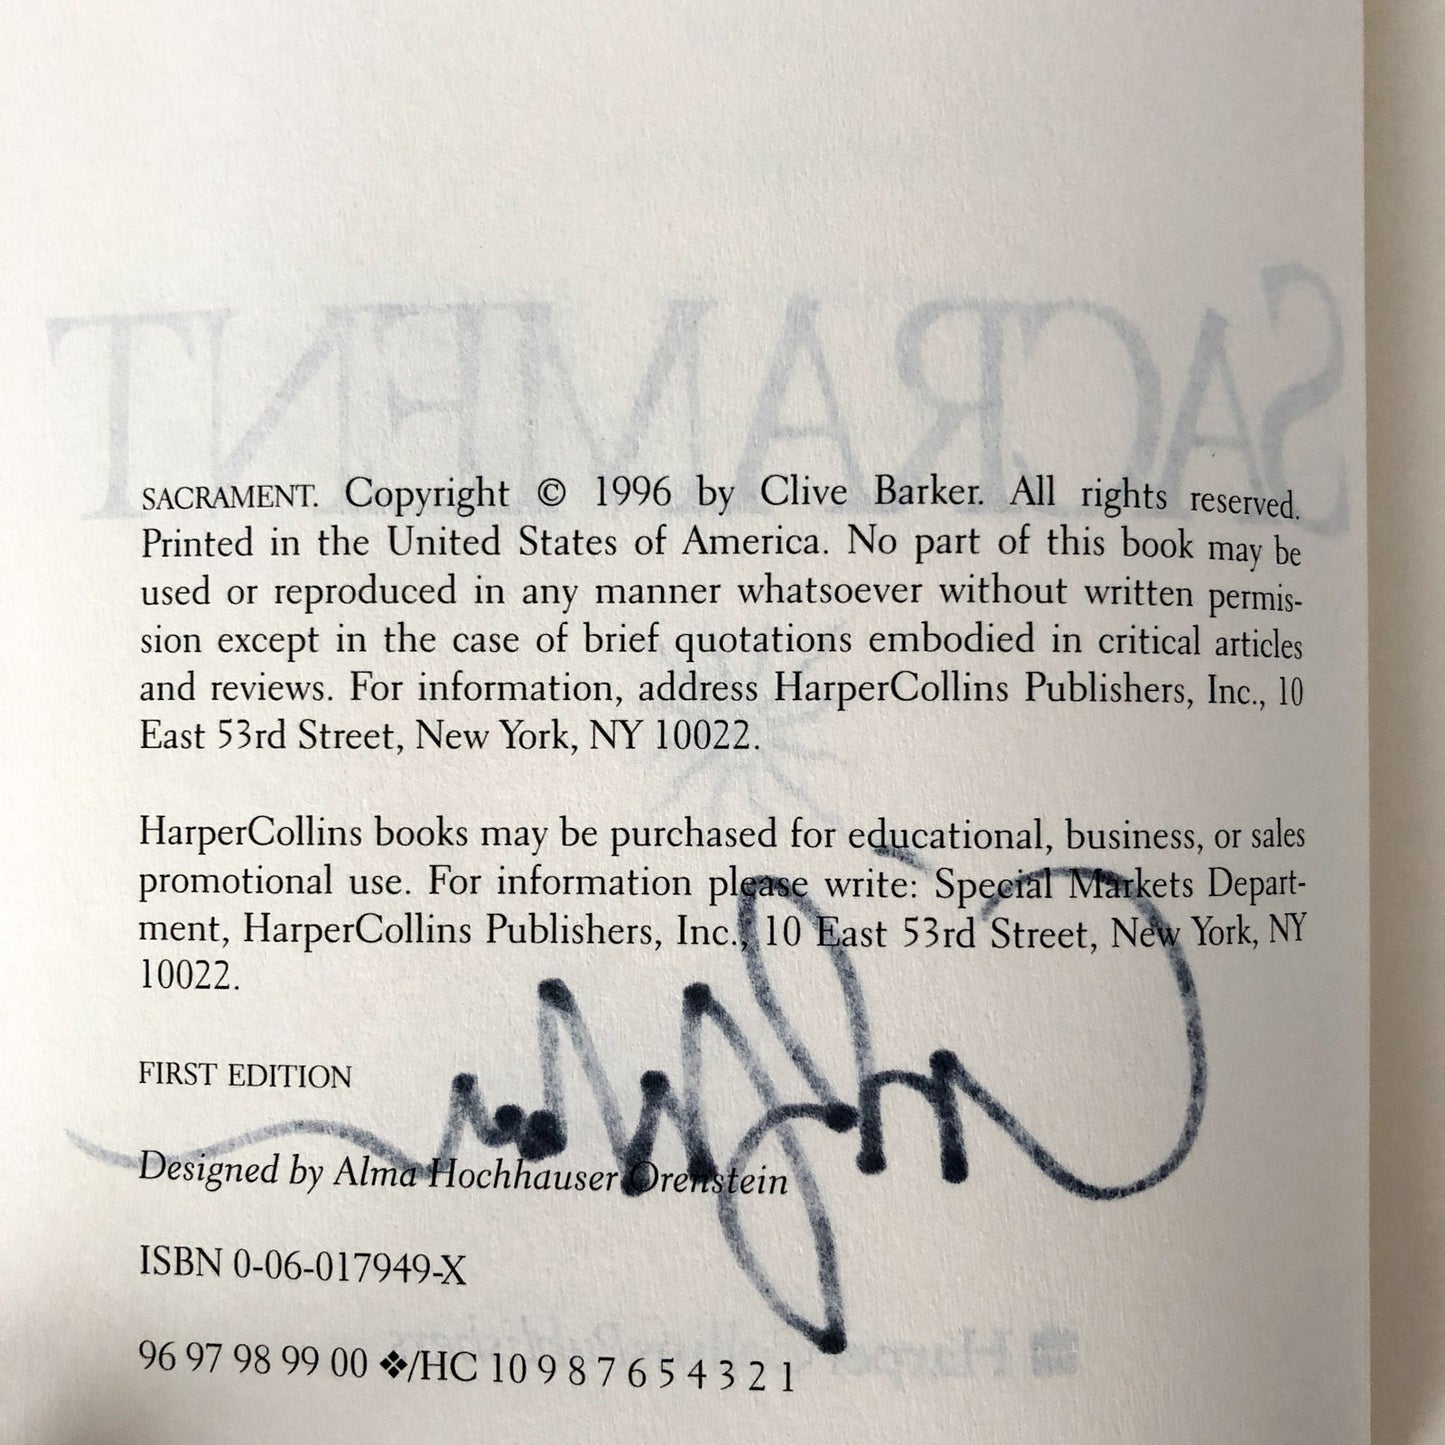 SACRAMENT
SACRAMENT. Copyright © 1996 by Clive Barker. All rights reserved.
Printed in the United States of America. No part of this book may be
used or reproduced in any manner whatsoever without written permis-
sion except in the case of brief quotations embodied in critical articles
and reviews. For information, address HarperCollins Publishers, Inc., 10
East 53rd Street, New York, NY 10022.
HarperCollins books may be purchased for educational, business, or sales
promotional use. For information please write: Special Markets Depart-
ment, HarperCollins Publishers, Inc., 10 East 53rd Street, New York, NY
10022.
FIRST EDITION
Designed by Alma Hochhauser Orenstein
ISBN 0-06-017949-X
HarperCollinsPublishers
96 97 98 99 00 ❖/HC 10 9 8 7 6 5 4 3 2 1